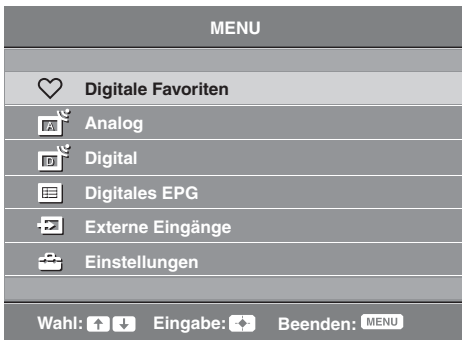 MENU
Digitale Favoriten
A Analog
D Digital
Digitales EPG
Externe Eingänge
Einstellungen
Wahl: Eingabe: Beenden: MENU